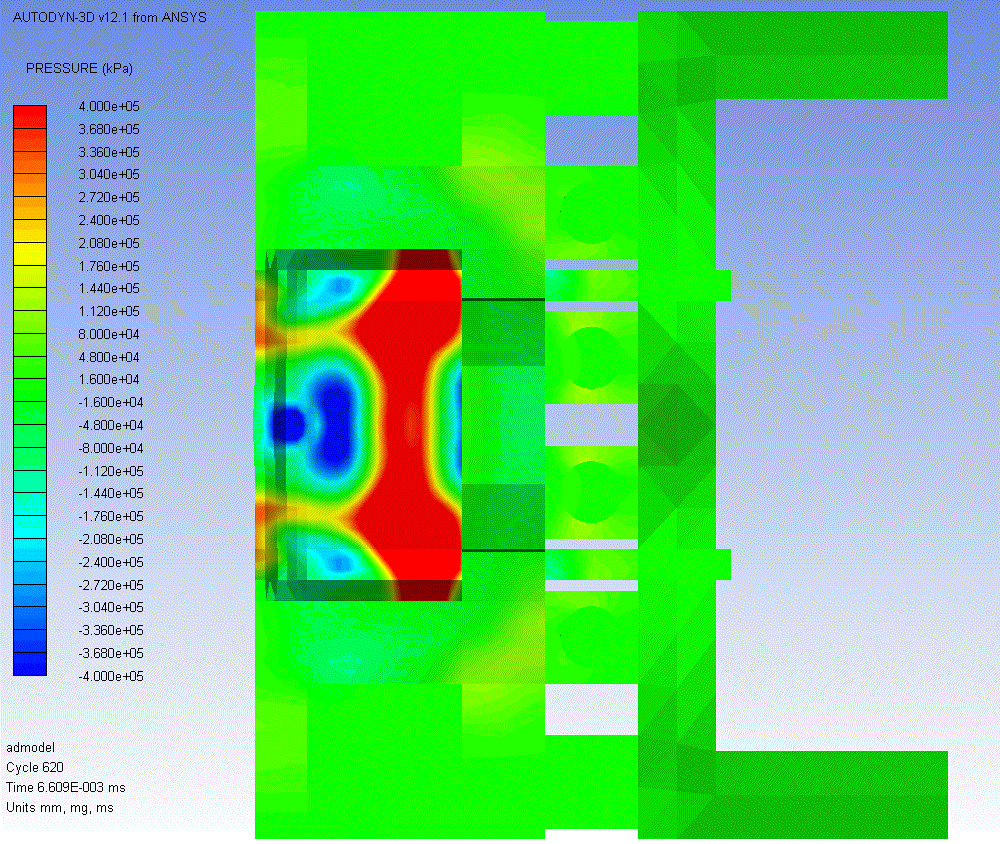 AUTODYN-3D v12.1 from ANSYS
PRESSURE (kPa)
4.000e+05
3.680e+05
3.360e+05
3.040e+05
2.720e+05
2.400e+05
2.080e+05
1.760e+05
1.440e+05
1.120e+05
8.000e+04
4.800e+04
1.600e+04
-1.600e+04
-4.800e+04
-8.000e+04
-1.120e+05
-1.440e+05
-1.760e+05
-2.080e+05
-2.400e+05
-2.720e+05
-3.040e+05
-3.360e+05
-3.680e+05
-4.000e+05
admodel
Cycle 620
Time 6.609E-003 ms
Units mm, mg, ms